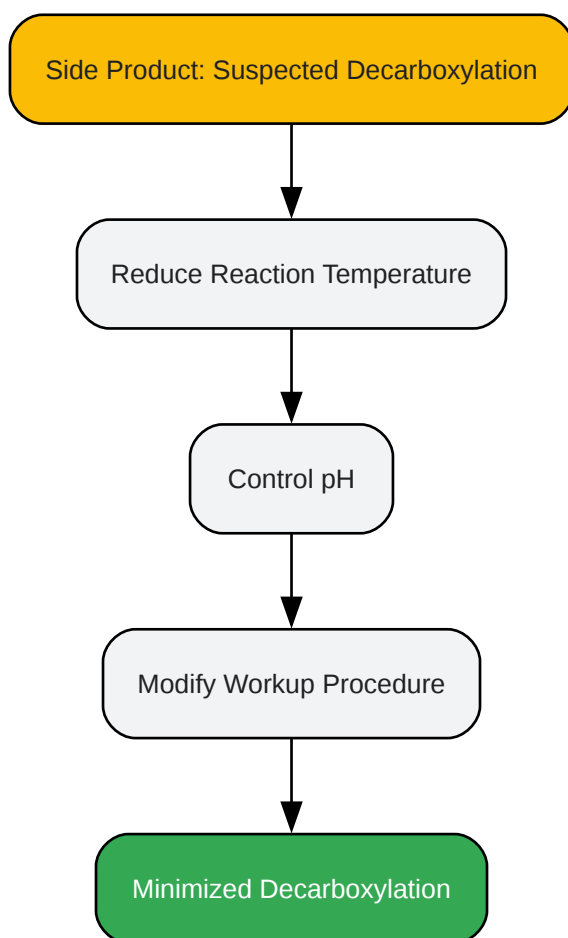 Side Product: Suspected Decarboxylation
Reduce Reaction Temperature
Control pH
Modify Workup Procedure
Minimized Decarboxylation